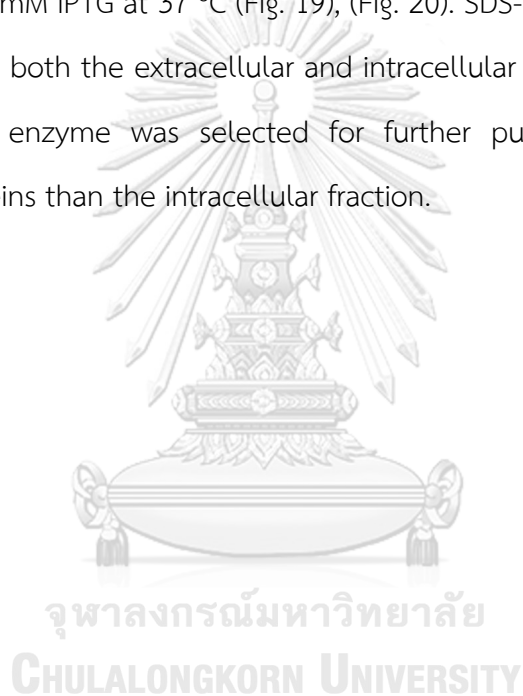 mM IPTG at 37 °C (Fig. 19), (Fig. 20). SDS-
both the extracellular and intracellular
enzyme was selected for further pu
ins than the intracellular fraction.
จุฬาลงกรณ์มหาวิทยาลัย
CHULALONGKORN UNIVERSITY